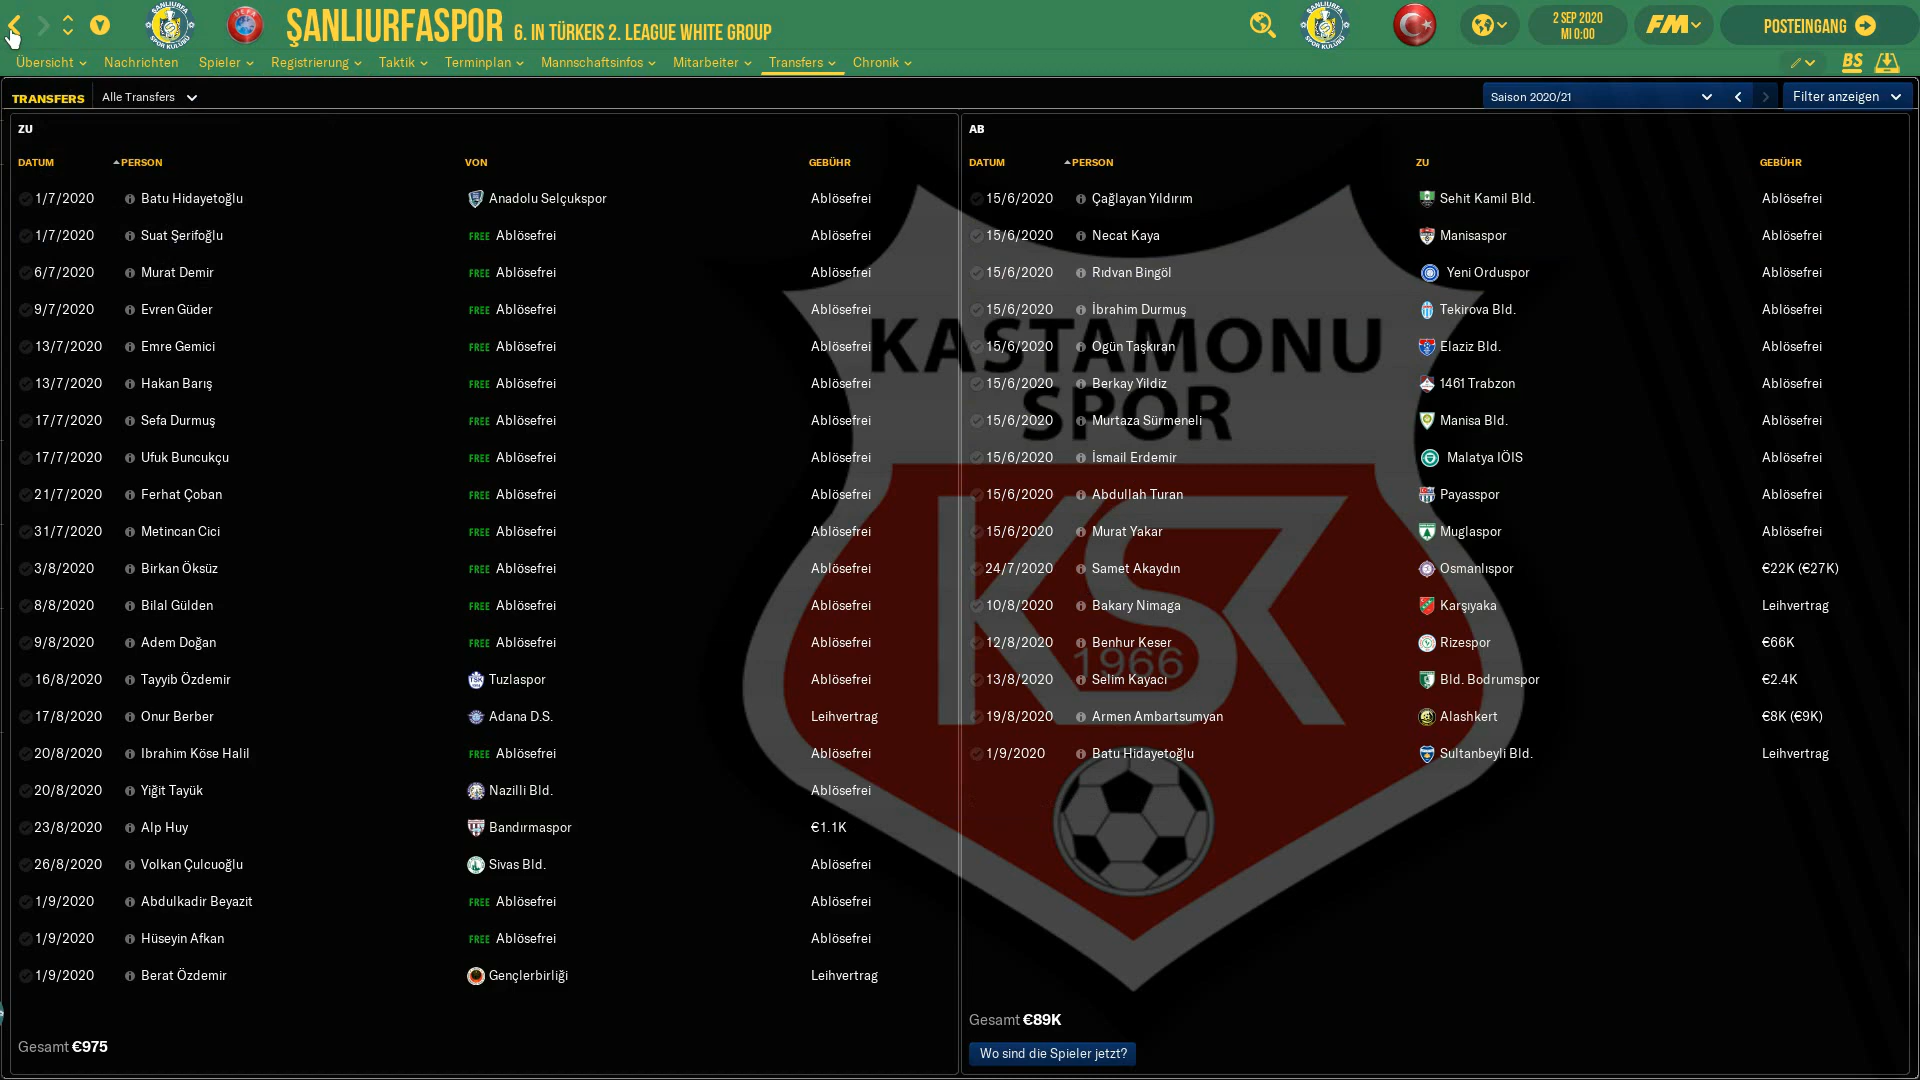 ŞANLIURFASPOR 6. IN TÜRKEIS 2. LEAGUE WHITE GROUP
2 SEP 2020
MI 0:00
FM
POSTEINGANG
Übersicht Nachrichten Spieler Registrierung Taktik Terminplan Mannschaftsinfos Mitarbeiter Transfers Chronik
BS
TRANSFERS Alle Transfers Saison 2020/21 Filter anzeigen
ZU
DATUM PERSON VON GEBÜHR
1/7/2020 Batu Hidayetoğlu Anadolu Selçukspor Ablösefrei
1/7/2020 Suat Şerifoğlu FREE Ablösefrei Ablösefrei
6/7/2020 Murat Demir FREE Ablösefrei Ablösefrei
9/7/2020 Evren Güder FREE Ablösefrei Ablösefrei
13/7/2020 Emre Gemici FREE Ablösefrei Ablösefrei
13/7/2020 Hakan Barış FREE Ablösefrei Ablösefrei
17/7/2020 Sefa Durmuş FREE Ablösefrei Ablösefrei
17/7/2020 Ufuk Buncukçu FREE Ablösefrei Ablösefrei
21/7/2020 Ferhat Çoban FREE Ablösefrei Ablösefrei
31/7/2020 Metincan Cici FREE Ablösefrei Ablösefrei
3/8/2020 Birkan Öksüz FREE Ablösefrei Ablösefrei
8/8/2020 Bilal Gülden FREE Ablösefrei Ablösefrei
9/8/2020 Adem Doğan FREE Ablösefrei Ablösefrei
16/8/2020 Tayyib Özdemir Tuzlaspor Ablösefrei
17/8/2020 Onur Berber Adana D.S. Leihvertrag
20/8/2020 Ibrahim Köse Halil FREE Ablösefrei Ablösefrei
20/8/2020 Yiğit Tayük Nazilli Bld. Ablösefrei
23/8/2020 Alp Huy Bandırmaspor €1.1K
26/8/2020 Volkan Çulcuoğlu Sivas Bld. Ablösefrei
1/9/2020 Abdulkadir Beyazit FREE Ablösefrei Ablösefrei
1/9/2020 Hüseyin Afkan FREE Ablösefrei Ablösefrei
1/9/2020 Berat Özdemir Gençlerbirliği Leihvertrag
Gesamt €975
AB
DATUM PERSON ZU GEBÜHR
15/6/2020 Çağlayan Yıldırım Sehit Kamil Bld. Ablösefrei
15/6/2020 Necat Kaya Manisaspor Ablösefrei
15/6/2020 Rıdvan Bingöl Yeni Orduspor Ablösefrei
15/6/2020 İbrahim Durmuş Tekirova Bld. Ablösefrei
15/6/2020 Ogün Taşkıran Elaziz Bld. Ablösefrei
15/6/2020 Berkay Yildiz 1461 Trabzon Ablösefrei
15/6/2020 Murtaza Sürmeneli Manisa Bld. Ablösefrei
15/6/2020 İsmail Erdemir Malatya IÖIS Ablösefrei
15/6/2020 Abdullah Turan Payasspor Ablösefrei
15/6/2020 Murat Yakar Muglaspor Ablösefrei
24/7/2020 Samet Akaydın Osmanlıspor €22K (€27K)
10/8/2020 Bakary Nimaga Karşıyaka Leihvertrag
12/8/2020 Benhur Keser Rizespor €66K
13/8/2020 Selim Kayacı Bld. Bodrumspor €2.4K
19/8/2020 Armen Ambartsumyan Alashkert €8K (€9K)
1/9/2020 Batu Hidayetoğlu Sultanbeyli Bld. Leihvertrag
Gesamt €89K
Wo sind die Spieler jetzt?
KASTAMONU
SPOR
KSK
1966